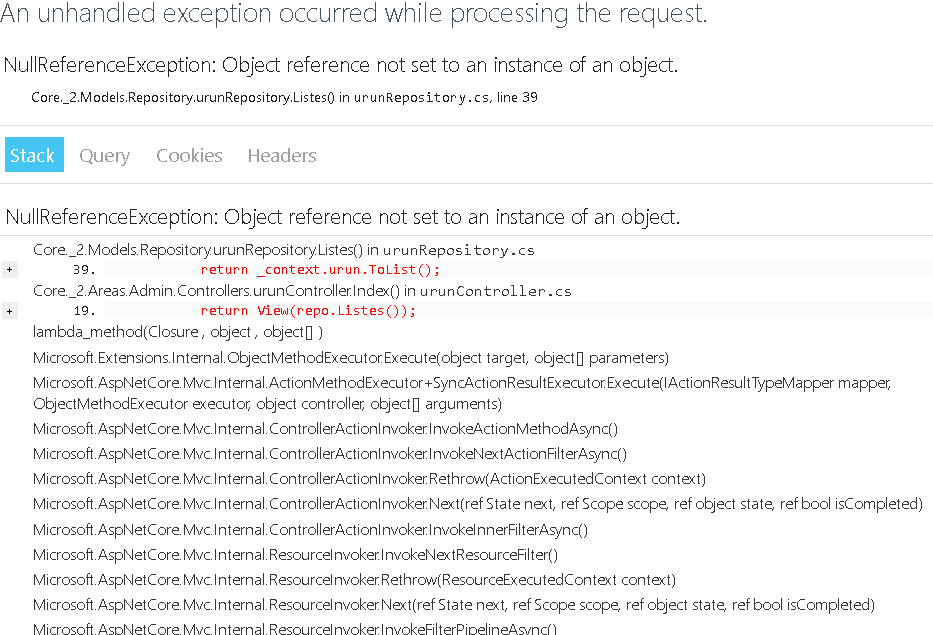 An unhandled exception occurred while processing the request.
NullReferenceException: Object reference not set to an instance of an object.
Core._2.Models.Repository.urunRepository.Listes() in urunRepository.cs, line 39
Stack Query Cookies Headers
NullReferenceException: Object reference not set to an instance of an object.
Core._2.Models.Repository.urunRepository.Listes() in urunRepository.cs
+ 39. return _context.urun.ToList();
Core._2.Areas.Admin.Controllers.urunController.Index() in urunController.cs
+ 19. return View(repo.Listes());
lambda_method(Closure , object , object[] )
Microsoft.Extensions.Internal.ObjectMethodExecutor.Execute(object target, object[] parameters)
Microsoft.AspNetCore.Mvc.Internal.ActionMethodExecutor+SyncActionResultExecutor.Execute(IActionResultTypeMapper mapper,
ObjectMethodExecutor executor, object controller, object[] arguments)
Microsoft.AspNetCore.Mvc.Internal.ControllerActionInvoker.InvokeActionMethodAsync()
Microsoft.AspNetCore.Mvc.Internal.ControllerActionInvoker.InvokeNextActionFilterAsync()
Microsoft.AspNetCore.Mvc.Internal.ControllerActionInvoker.Rethrow(ActionExecutedContext context)
Microsoft.AspNetCore.Mvc.Internal.ControllerActionInvoker.Next(ref State next, ref Scope scope, ref object state, ref bool isCompleted)
Microsoft.AspNetCore.Mvc.Internal.ControllerActionInvoker.InvokeInnerFilterAsync()
Microsoft.AspNetCore.Mvc.Internal.ResourceInvoker.InvokeNextResourceFilter()
Microsoft.AspNetCore.Mvc.Internal.ResourceInvoker.Rethrow(ResourceExecutedContext context)
Microsoft.AspNetCore.Mvc.Internal.ResourceInvoker.Next(ref State next, ref Scope scope, ref object state, ref bool isCompleted)
Microsoft.AspNetCore.Mvc.Internal.ResourceInvoker.InvokeFilterPipelineAsync()